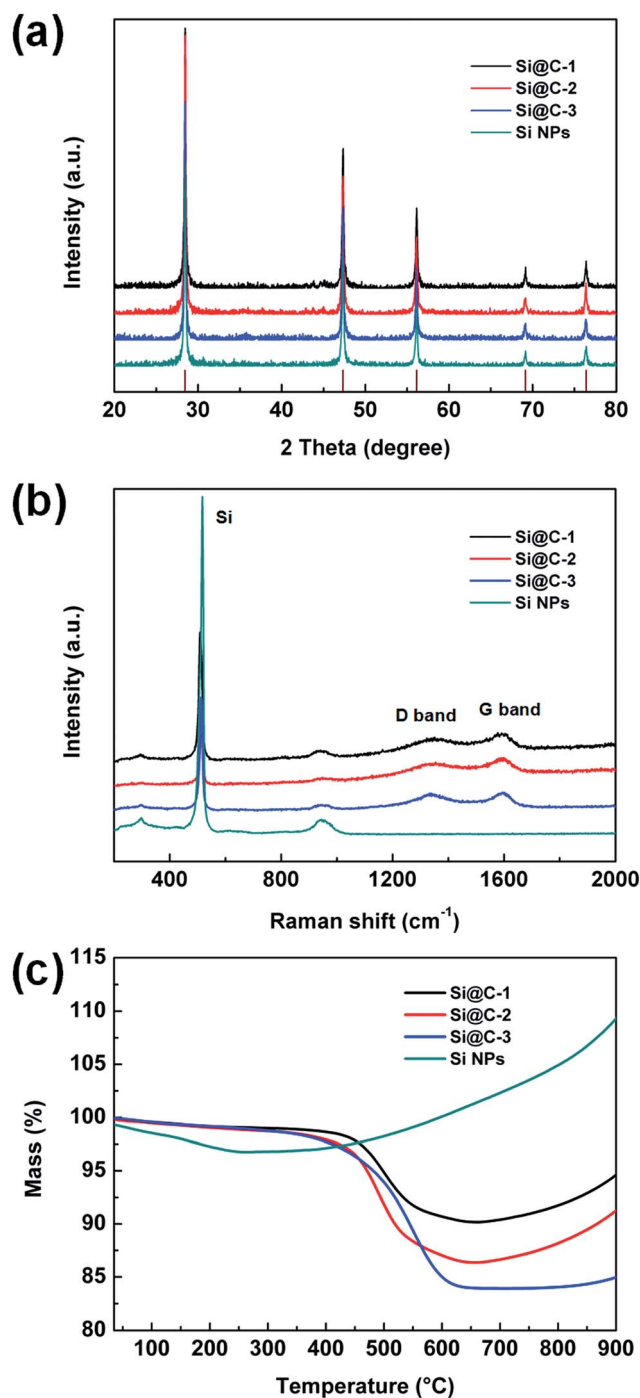 (a)
Si@C-1
Si@C-2
Si@C-3
Si NPs
Intensity (a.u.)
20 30 40 50 60 70 80
2 Theta (degree)
(b)
Si
Si@C-1
Si@C-2
Si@C-3
Si NPs
D band G band
Intensity (a.u.)
400 800 1200 1600 2000
Raman shift (cm⁻¹)
(c)
115
110
105
100
95
90
85
80
Si@C-1
Si@C-2
Si@C-3
Si NPs
Mass (%)
100 200 300 400 500 600 700 800 900
Temperature (°C)